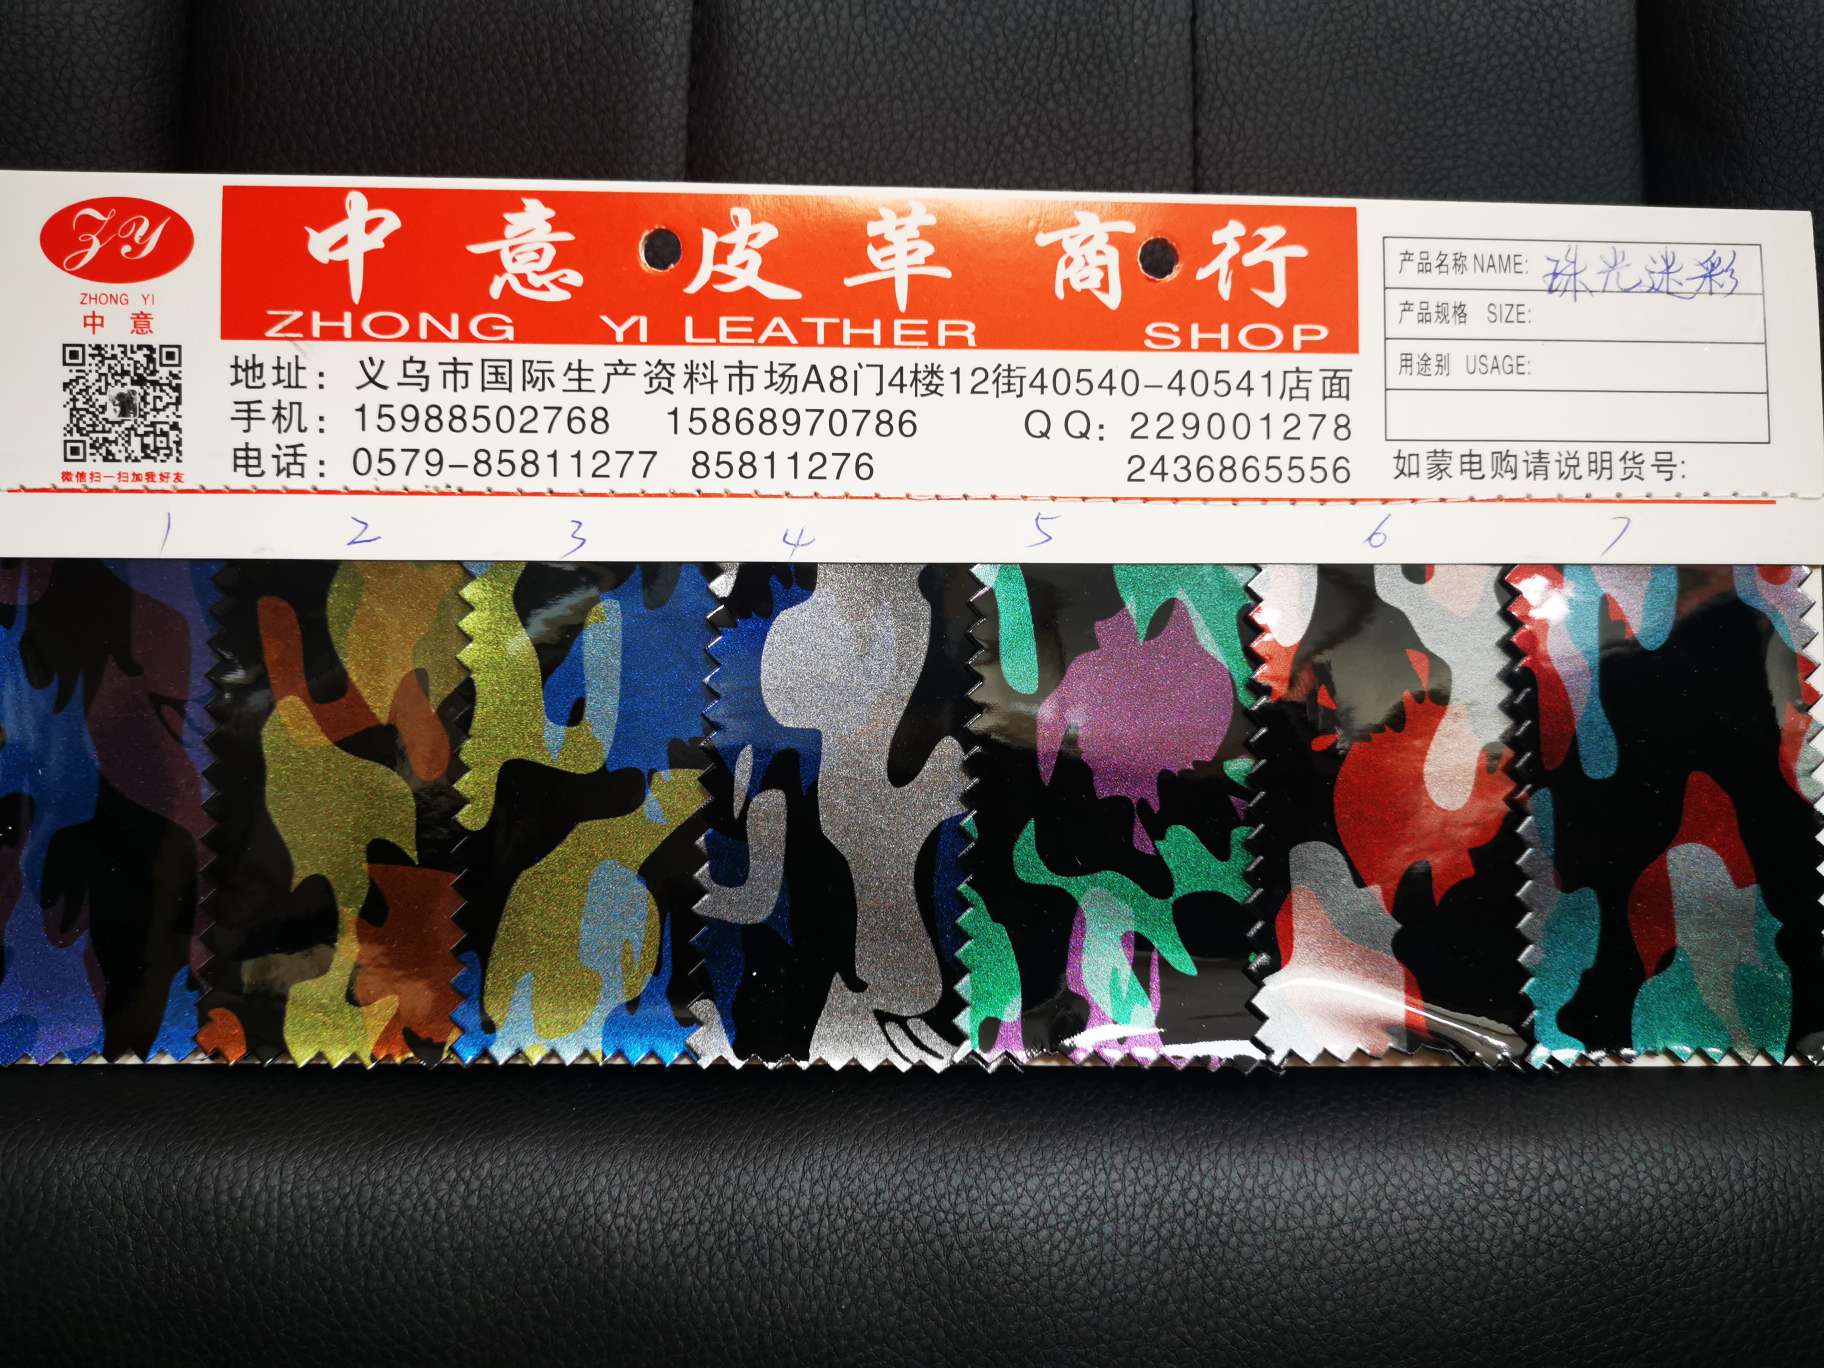 ZY
ZHONG YI
中意
微信扫一扫加我好友
中意皮革商行
ZHONG YI LEATHER SHOP
地址：义乌市国际生产资料市场A8门4楼12街40540-40541店面
手机：15988502768 15868970786 QQ：229001278
电话：0579-85811277 85811276 2436865556
产品名称 NAME: 珠光迷彩
产品规格 SIZE:
用途别 USAGE:
如蒙电购请说明货号:
1 2 3 4 5 6 7